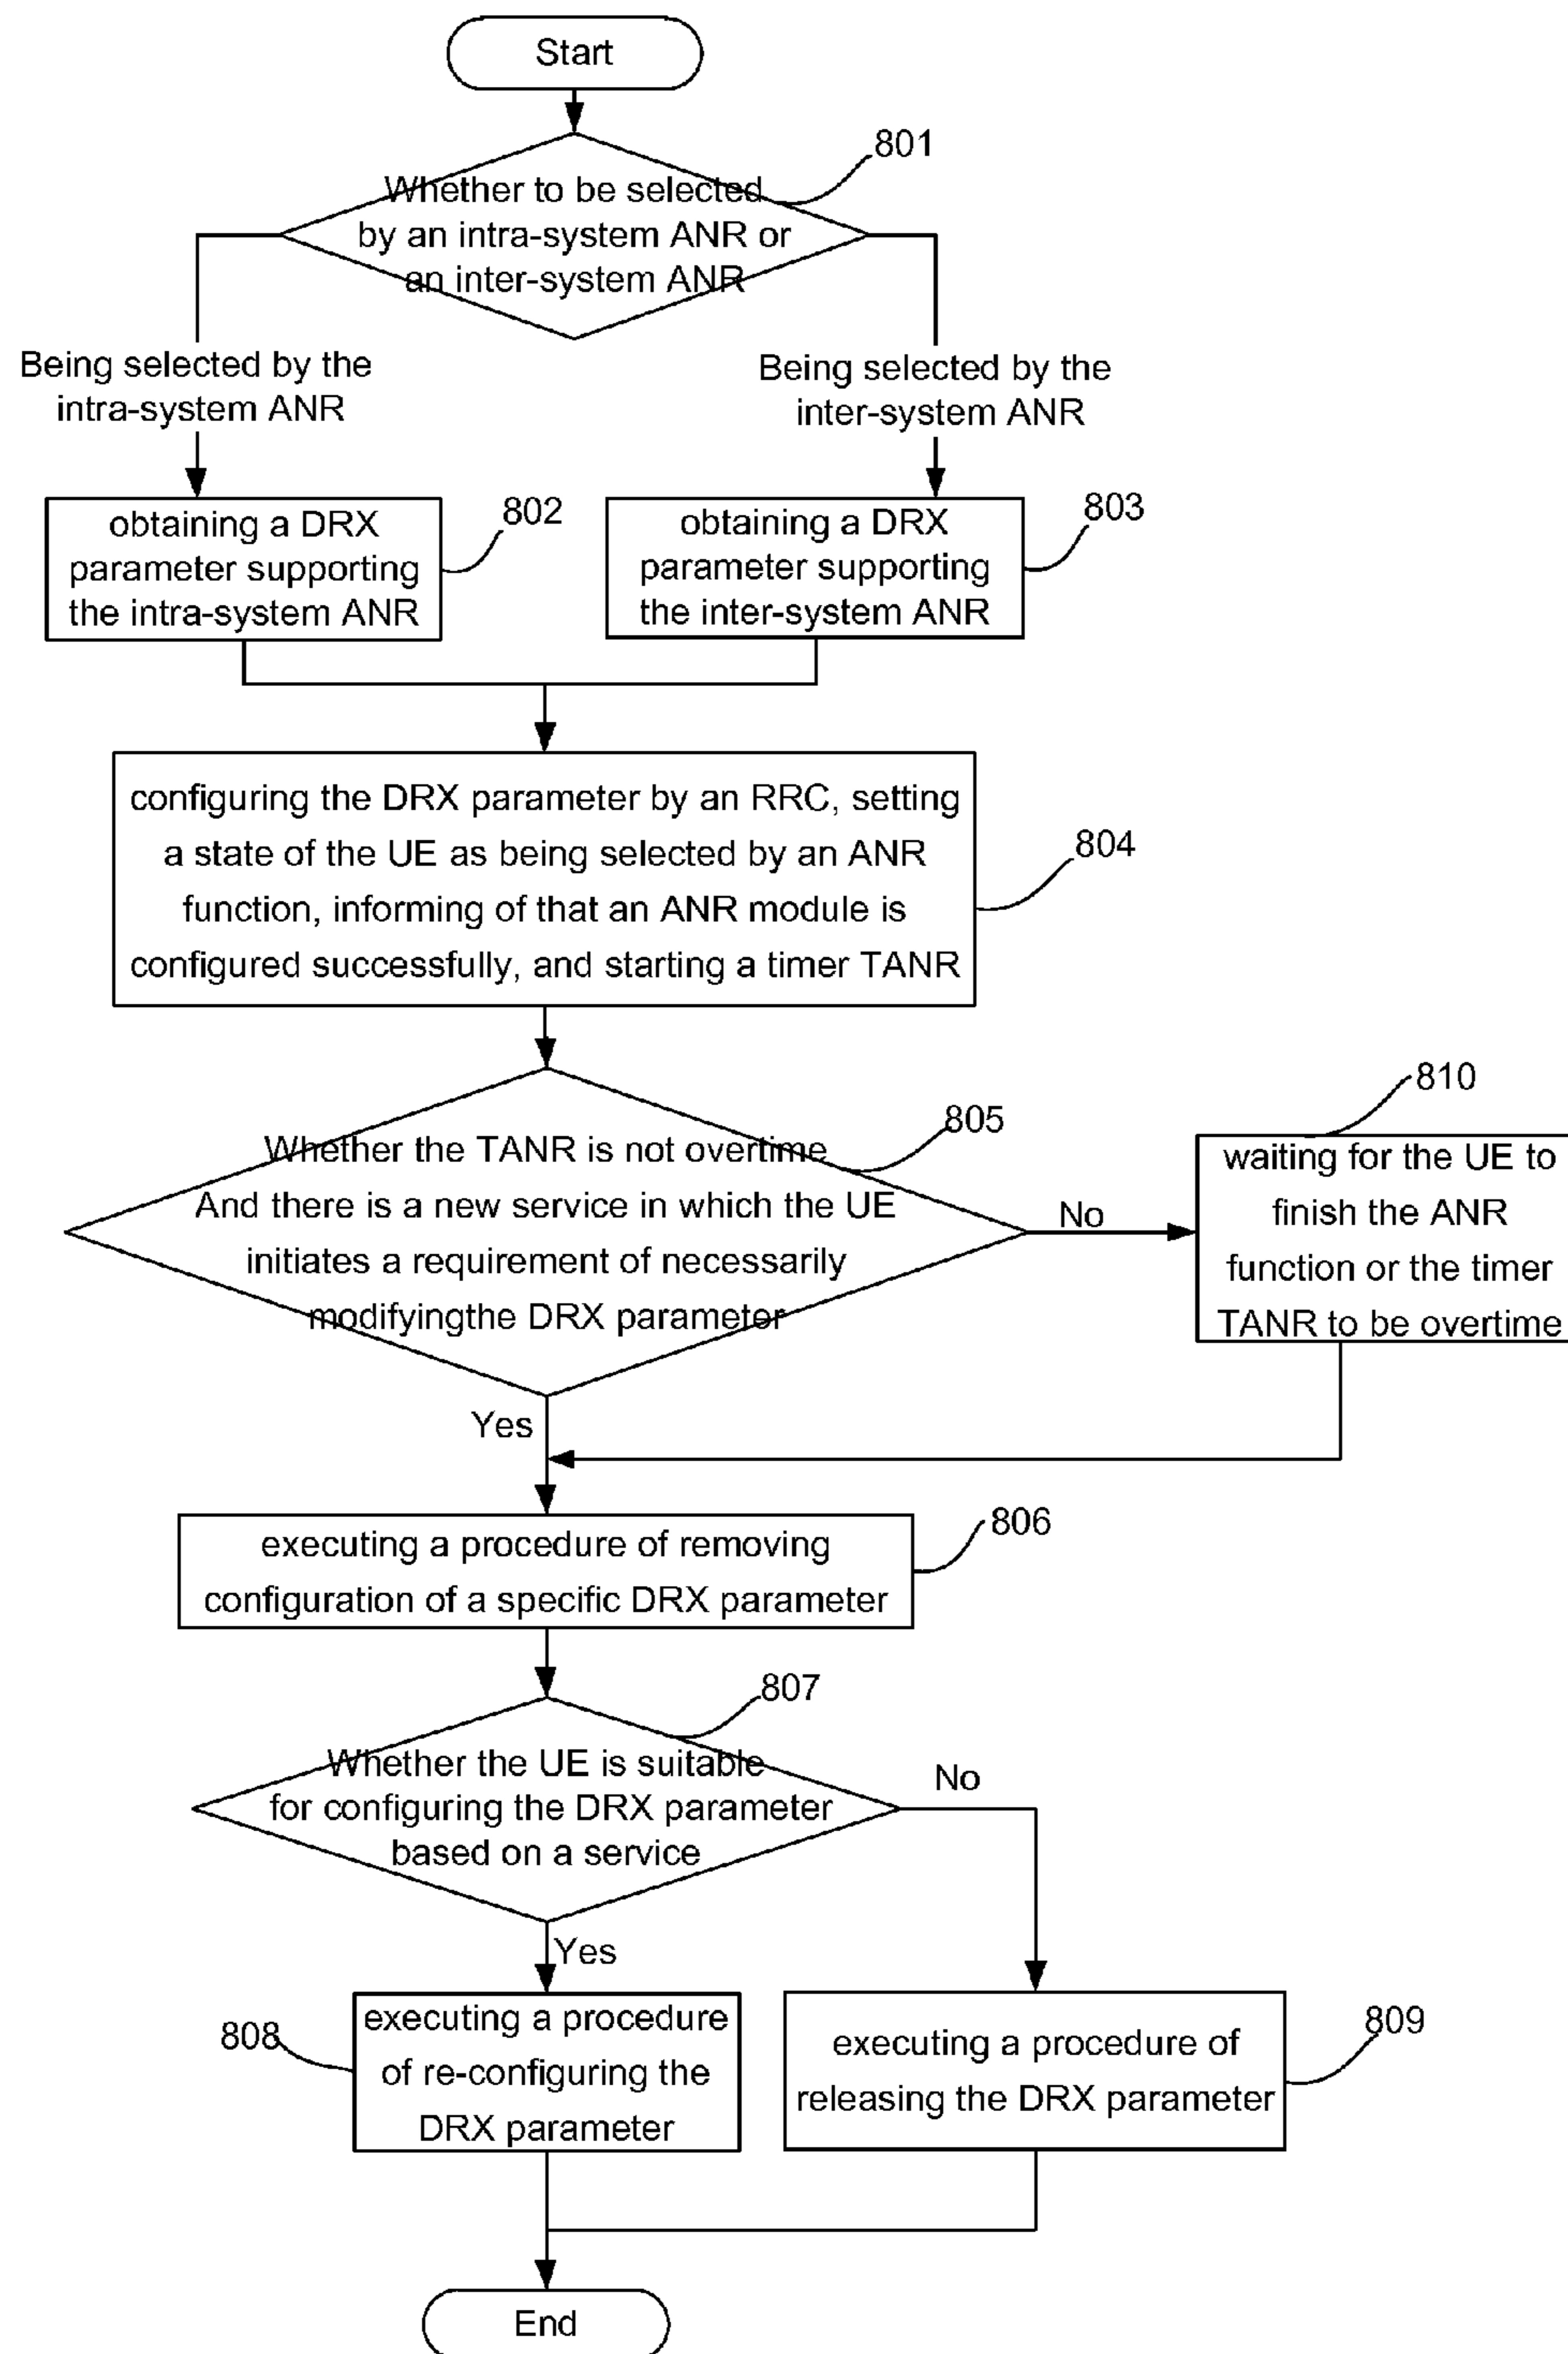 Start
801
Whether to be selected
by an intra-system ANR or
an inter-system ANR
Being selected by the
intra-system ANR
Being selected by the
inter-system ANR
obtaining a DRX
parameter supporting
the intra-system ANR
802
obtaining a DRX
parameter supporting
the inter-system ANR
803
configuring the DRX parameter by an RRC, setting
a state of the UE as being selected by an ANR
function, informing of that an ANR module is
configured successfully, and starting a timer TANR
804
805
Whether the TANR is not overtime
And there is a new service in which the UE
initiates a requirement of necessarily
modifyingthe DRX parameter
No
810
waiting for the UE to
finish the ANR
function or the timer
TANR to be overtime
Yes
executing a procedure of removing
configuration of a specific DRX parameter
806
807
Whether the UE is suitable
for configuring the DRX parameter
based on a service
No
Yes
808
executing a procedure
of re-configuring the
DRX parameter
executing a procedure of
releasing the DRX parameter
809
End